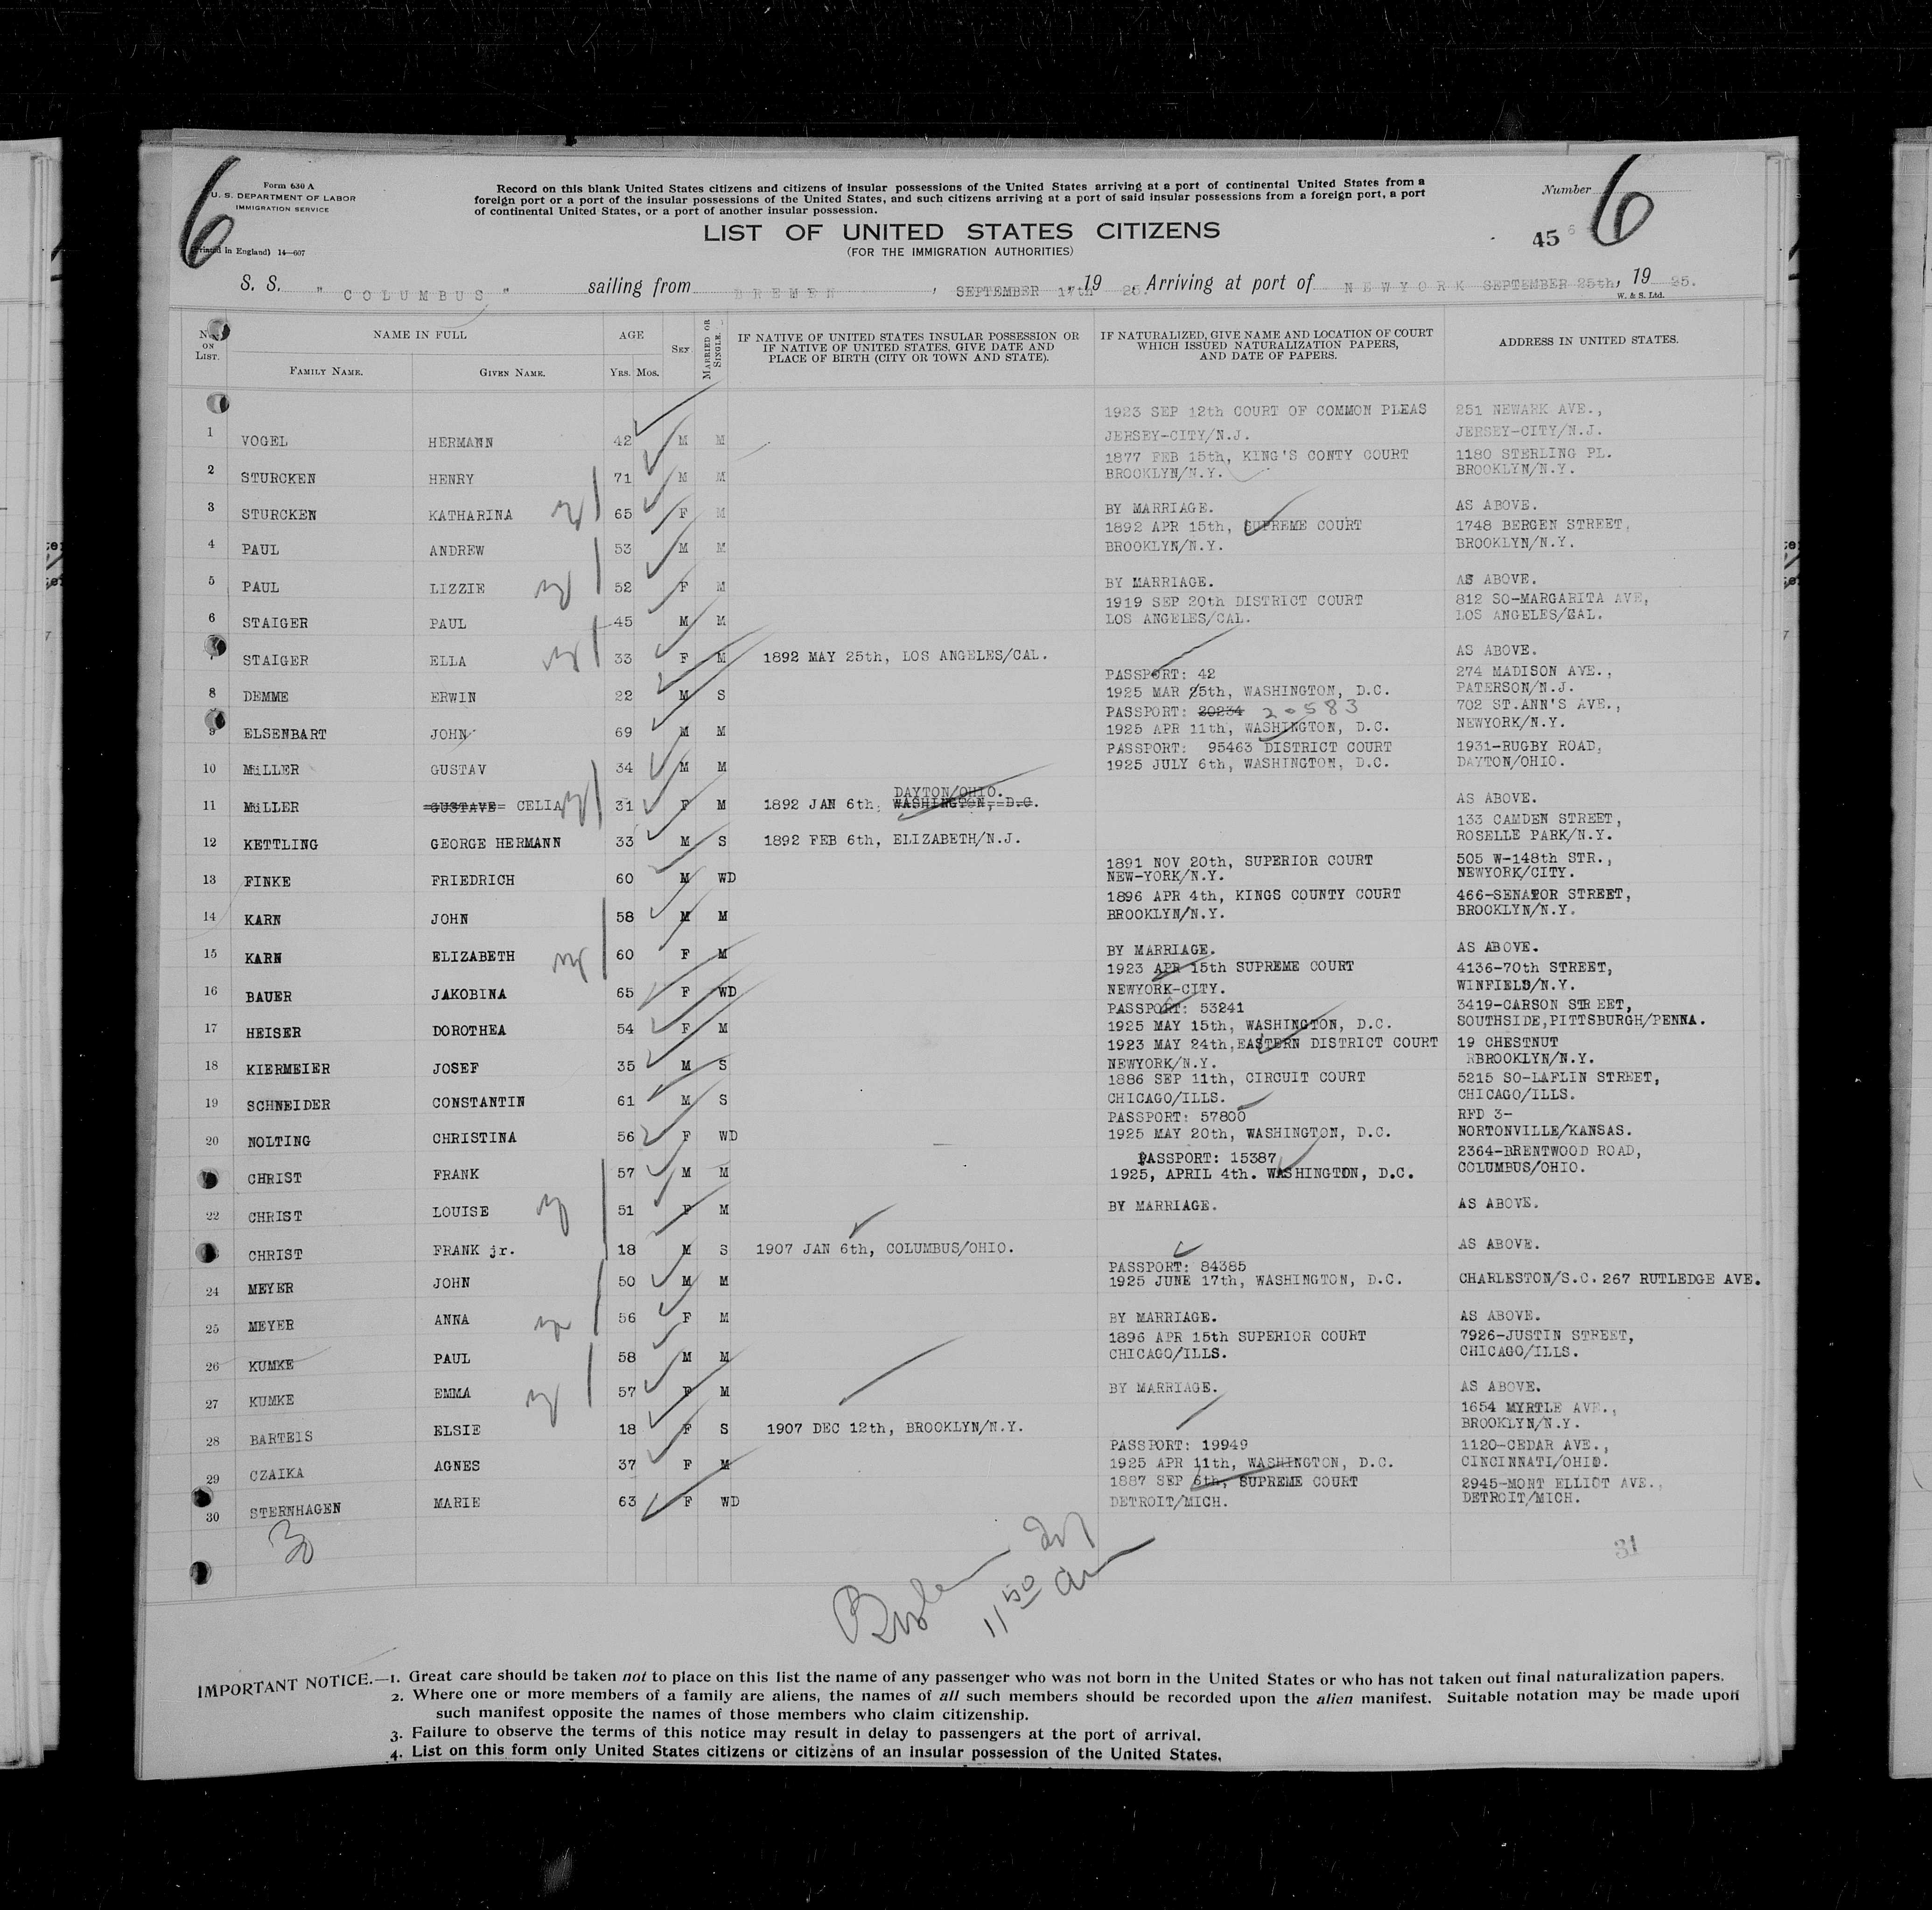 6
Form 630 A
U. S. DEPARTMENT OF LABOR
IMMIGRATION SERVICE
(Printed in England) 14—607
Record on this blank United States citizens and citizens of insular possessions of the United States arriving at a port of continental United States from a
foreign port or a port of the insular possessions of the United States, and such citizens arriving at a port of said insular possessions from a foreign port, a port
of continental United States, or a port of another insular possession.
Number 6
45 6
LIST OF UNITED STATES CITIZENS
(FOR THE IMMIGRATION AUTHORITIES)
S. S. " COLUMBUS " sailing from BREMEN , SEPTEMBER 17th 19 25. Arriving at port of NEWYORK SEPTEMBER 25th, 19 25.
W. & S. Ltd.
No. ON LIST. NAME IN FULL AGE SEX MARRIED OR SINGLE. IF NATIVE OF UNITED STATES INSULAR POSSESSION OR IF NATIVE OF UNITED STATES, GIVE DATE AND PLACE OF BIRTH (CITY OR TOWN AND STATE). IF NATURALIZED, GIVE NAME AND LOCATION OF COURT WHICH ISSUED NATURALIZATION PAPERS, AND DATE OF PAPERS. ADDRESS IN UNITED STATES.
FAMILY NAME. GIVEN NAME. YRS. MOS.
1923 SEP 12th COURT OF COMMON PLEAS 251 NEWARK AVE.,
1 VOGEL HERMANN 42 M M JERSEY-CITY/N.J. JERSEY-CITY/N.J.
1877 FEB 15th, KING'S CONTY COURT 1180 STERLING PL.
2 STURCKEN HENRY 71 M M BROOKLYN/N.Y. BROOKLYN/N.Y.
3 STURCKEN KATHARINA 65 F M BY MARRIAGE. AS ABOVE.
1892 APR 15th, SUPREME COURT 1748 BERGEN STREET,
4 PAUL ANDREW 53 M M BROOKLYN/N.Y. BROOKLYN/N.Y.
5 PAUL LIZZIE 52 F M BY MARRIAGE. AS ABOVE.
1919 SEP 20th DISTRICT COURT 812 SO-MARGARITA AVE,
6 STAIGER PAUL 45 M M LOS ANGELES/CAL. LOS ANGELES/CAL.
7 STAIGER ELLA 33 F M 1892 MAY 25th, LOS ANGELES/CAL. AS ABOVE.
PASSPORT: 42 274 MADISON AVE.,
8 DEMME ERWIN 22 M S 1925 MAR 25th, WASHINGTON, D.C. PATERSON/N.J.
PASSPORT: 20234 20583 702 ST.ANN'S AVE.,
9 ELSENBART JOHN 69 M M 1925 APR 11th, WASHINGTON, D.C. NEWYORK/N.Y.
PASSPORT: 95463 DISTRICT COURT 1931-RUGBY ROAD,
10 MüLLER GUSTAV 34 M M 1925 JULY 6th, WASHINGTON, D.C. DAYTON/OHIO.
DAYTON/OHIO.
11 MüLLER GUSTAVE CELIA 31 F M 1892 JAN 6th, WASHINGTON, D.C. AS ABOVE.
133 CAMDEN STREET,
12 KETTLING GEORGE HERMANN 33 M S 1892 FEB 6th, ELIZABETH/N.J. ROSELLE PARK/N.Y.
1891 NOV 20th, SUPERIOR COURT 505 W-148th STR.,
13 FINKE FRIEDRICH 60 M WD NEW-YORK/N.Y. NEWYORK/CITY.
1896 APR 4th, KINGS COUNTY COURT 466-SENATOR STREET,
14 KARN JOHN 58 M M BROOKLYN/N.Y. BROCKLYN/N.Y.
15 KARN ELIZABETH 60 F M BY MARRIAGE. AS ABOVE.
1923 APR 15th SUPREME COURT 4136-70th STREET,
16 BAUER JAKOBINA 65 F WD NEWYORK-CITY. WINFIELD/N.Y.
PASSPORT: 53241 3419-CARSON STREET,
17 HEISER DOROTHEA 54 F M 1925 MAY 15th, WASHINGTON, D.C. SOUTHSIDE,PITTSBURGH/PENNA.
1923 MAY 24th,EASTERN DISTRICT COURT 19 CHESTNUT
18 KIERMEIER JOSEF 35 M S NEWYORK/N.Y. RBROOKLYN/N.Y.
1886 SEP 11th, CIRCUIT COURT 5215 SO-LAFLIN STREET,
19 SCHNEIDER CONSTANTIN 61 M S CHICAGO/ILLS. CHICAGO/ILLS.
PASSPORT: 57800 RFD 3-
20 NOLTING CHRISTINA 56 F WD 1925 MAY 20th, WASHINGTON, D.C. NORTONVILLE/KANSAS.
PASSPORT: 15387 2364-BRENTWOOD ROAD,
CHRIST FRANK 57 M M 1925, APRIL 4th. WASHINGTON, D.C. COLUMBUS/OHIO.
22 CHRIST LOUISE 51 F M BY MARRIAGE. AS ABOVE.
CHRIST FRANK jr. 18 M S 1907 JAN 6th, COLUMBUS/OHIO. AS ABOVE.
PASSPORT: 84385
24 MEYER JOHN 50 M M 1925 JUNE 17th, WASHINGTON, D.C. CHARLESTON/S.C. 267 RUTLEDGE AVE.
25 MEYER ANNA 56 F M BY MARRIAGE. AS ABOVE.
1896 APR 15th SUPERIOR COURT 7926-JUSTIN STREET,
26 KUMKE PAUL 58 M M CHICAGO/ILLS. CHICAGO/ILLS.
27 KUMKE EMMA 57 F M BY MARRIAGE. AS ABOVE.
1654 MYRTLE AVE.,
28 BARTELS ELSIE 18 F S 1907 DEC 12th, BROOKLYN/N.Y. BROOKLYN/N.Y.
PASSPORT: 19949 1120-CEDAR AVE.,
29 CZAIKA AGNES 37 F M 1925 APR 11th, WASHINGTON, D.C. CINCINNATI/OHIO.
1887 SEP 6th, SUPREME COURT 2945-MONT ELLIOT AVE.,
30 STERNHAGEN MARIE 63 F WD DETROIT/MICH. DETROIT/MICH.
30
31
11 50 am
IMPORTANT NOTICE.—1. Great care should be taken not to place on this list the name of any passenger who was not born in the United States or who has not taken out final naturalization papers.
2. Where one or more members of a family are aliens, the names of all such members should be recorded upon the alien manifest. Suitable notation may be made upon
such manifest opposite the names of those members who claim citizenship.
3. Failure to observe the terms of this notice may result in delay to passengers at the port of arrival.
4. List on this form only United States citizens or citizens of an insular possession of the United States.